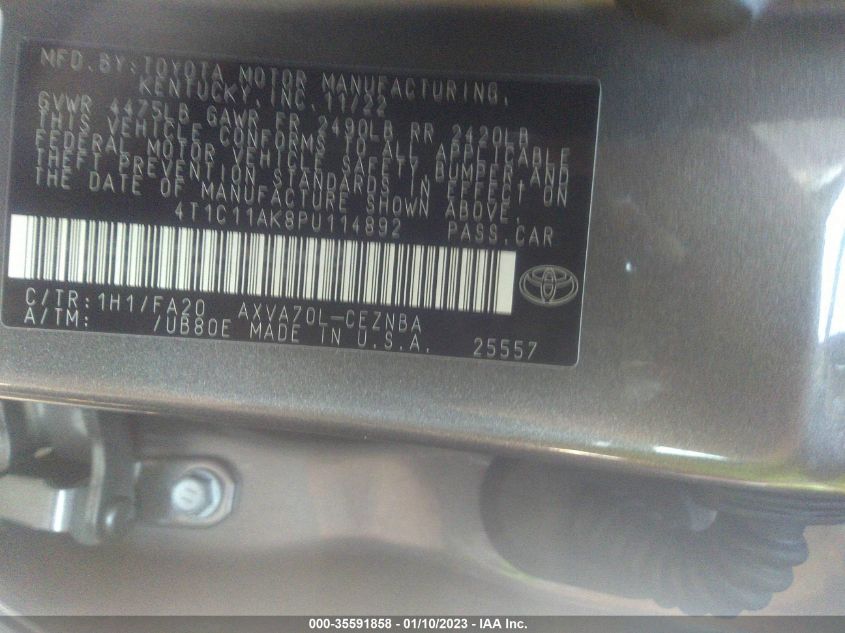 MFD.BY:TOYOTA MOTOR MANUFACTURING,
KENTUCKY, INC. 11/22
GVWR 4475LB GAWR FR 2490LB RR 2420LB
THIS VEHICLE CONFORMS TO ALL APPLICABLE
FEDERAL MOTOR VEHICLE SAFETY, BUMPER,AND
THEFT PREVENTION STANDARDS IN EFFECT ON
THE DATE OF MANUFACTURE SHOWN ABOVE.
4T1C11AK8PU114892 PASS.CAR
C/TR:1H1/FA20 AXVA70L-CEZNBA
A/TM: /UB80E MADE IN U.S.A. 25557
000-35591858 - 01/10/2023 - IAA Inc.